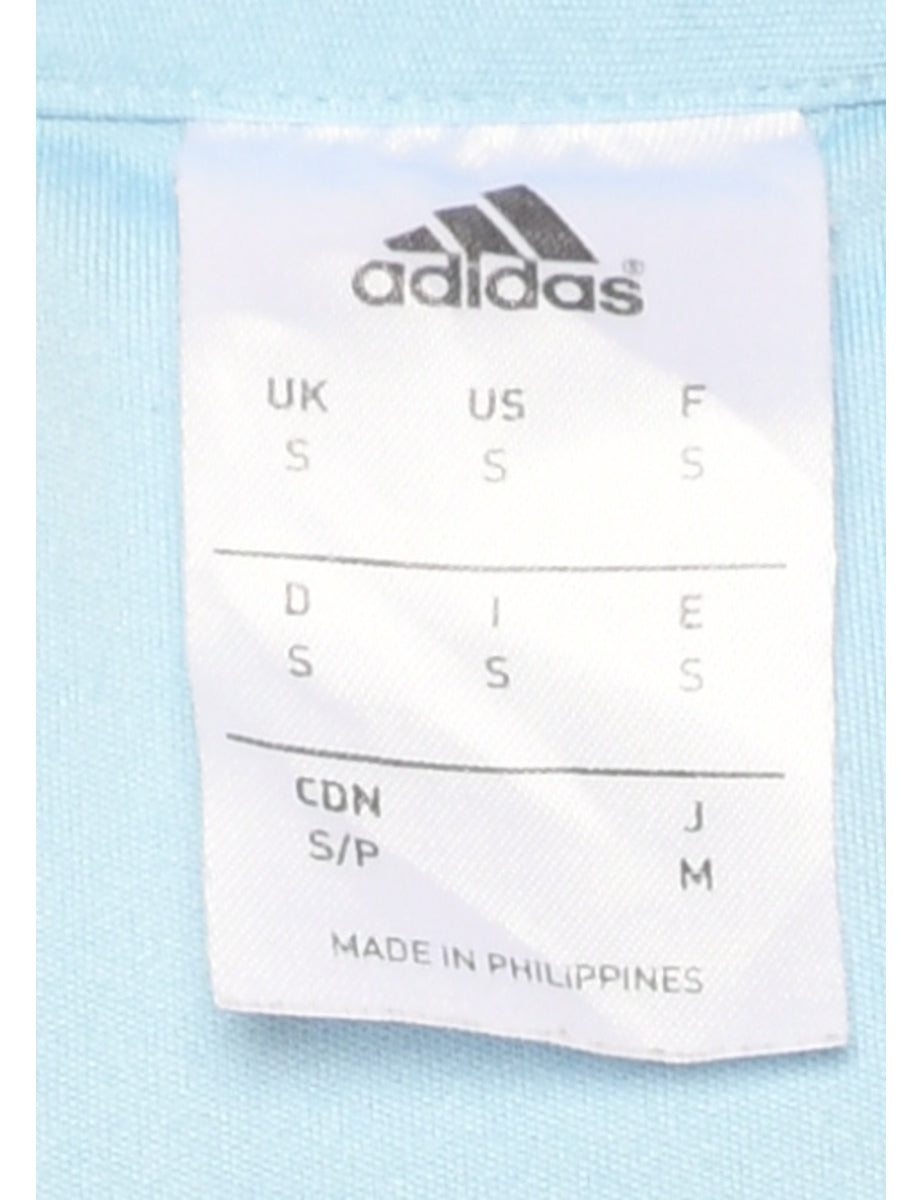 adidas®
UK US F
S S S
D I E
S S S
CDN J
S/P M
MADE IN PHILIPPINES